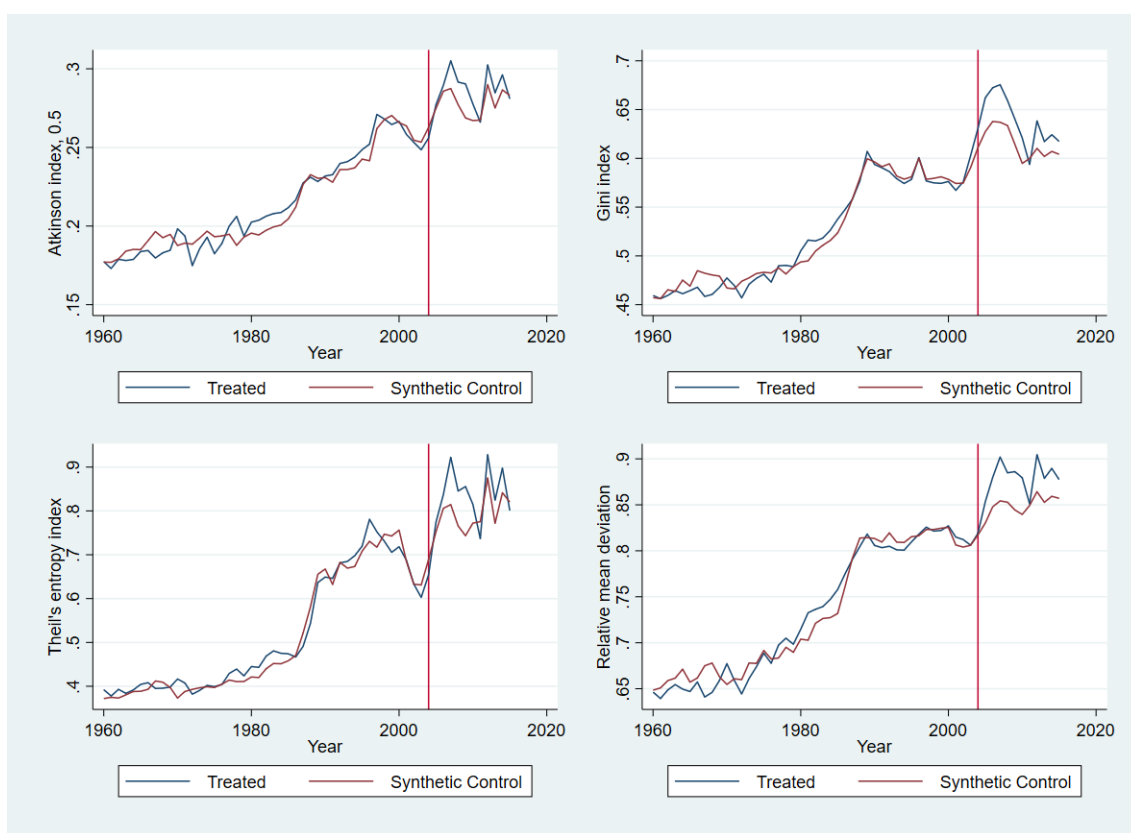 Atkinson index, 0.5
.3
.25
.2
.15
1960 1980 2000 2020
Year
Treated Synthetic Control
Gini index
.7
.65
.6
.55
.5
.45
1960 1980 2000 2020
Year
Treated Synthetic Control
Theil's entropy index
.9
.8
.7
.6
.5
.4
1960 1980 2000 2020
Year
Treated Synthetic Control
Relative mean deviation
.9
.85
.8
.75
.7
.65
1960 1980 2000 2020
Year
Treated Synthetic Control